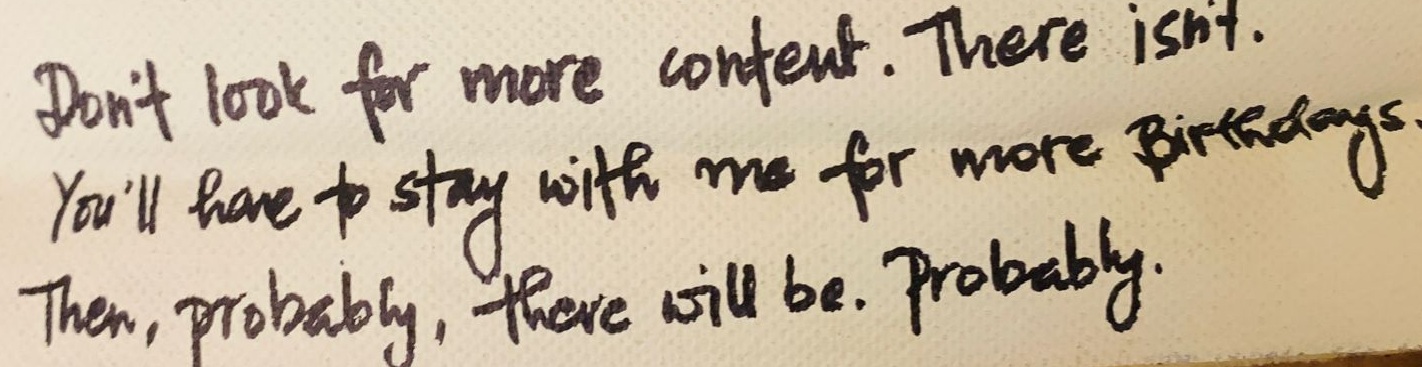 Don't look for more content. There isn't.
You'll have to stay with me for more Birthdays.
Then, probably, there will be. Probably.